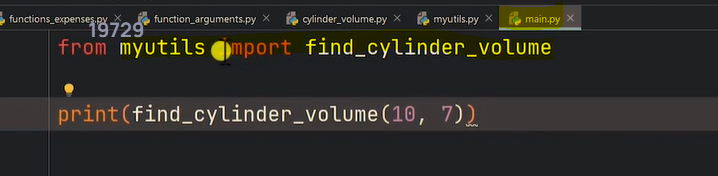 functions_expenses.py function_arguments.py cylinder_volume.py myutils.py main.py
19729
from myutils import find_cylinder_volume
print(find_cylinder_volume(10, 7))